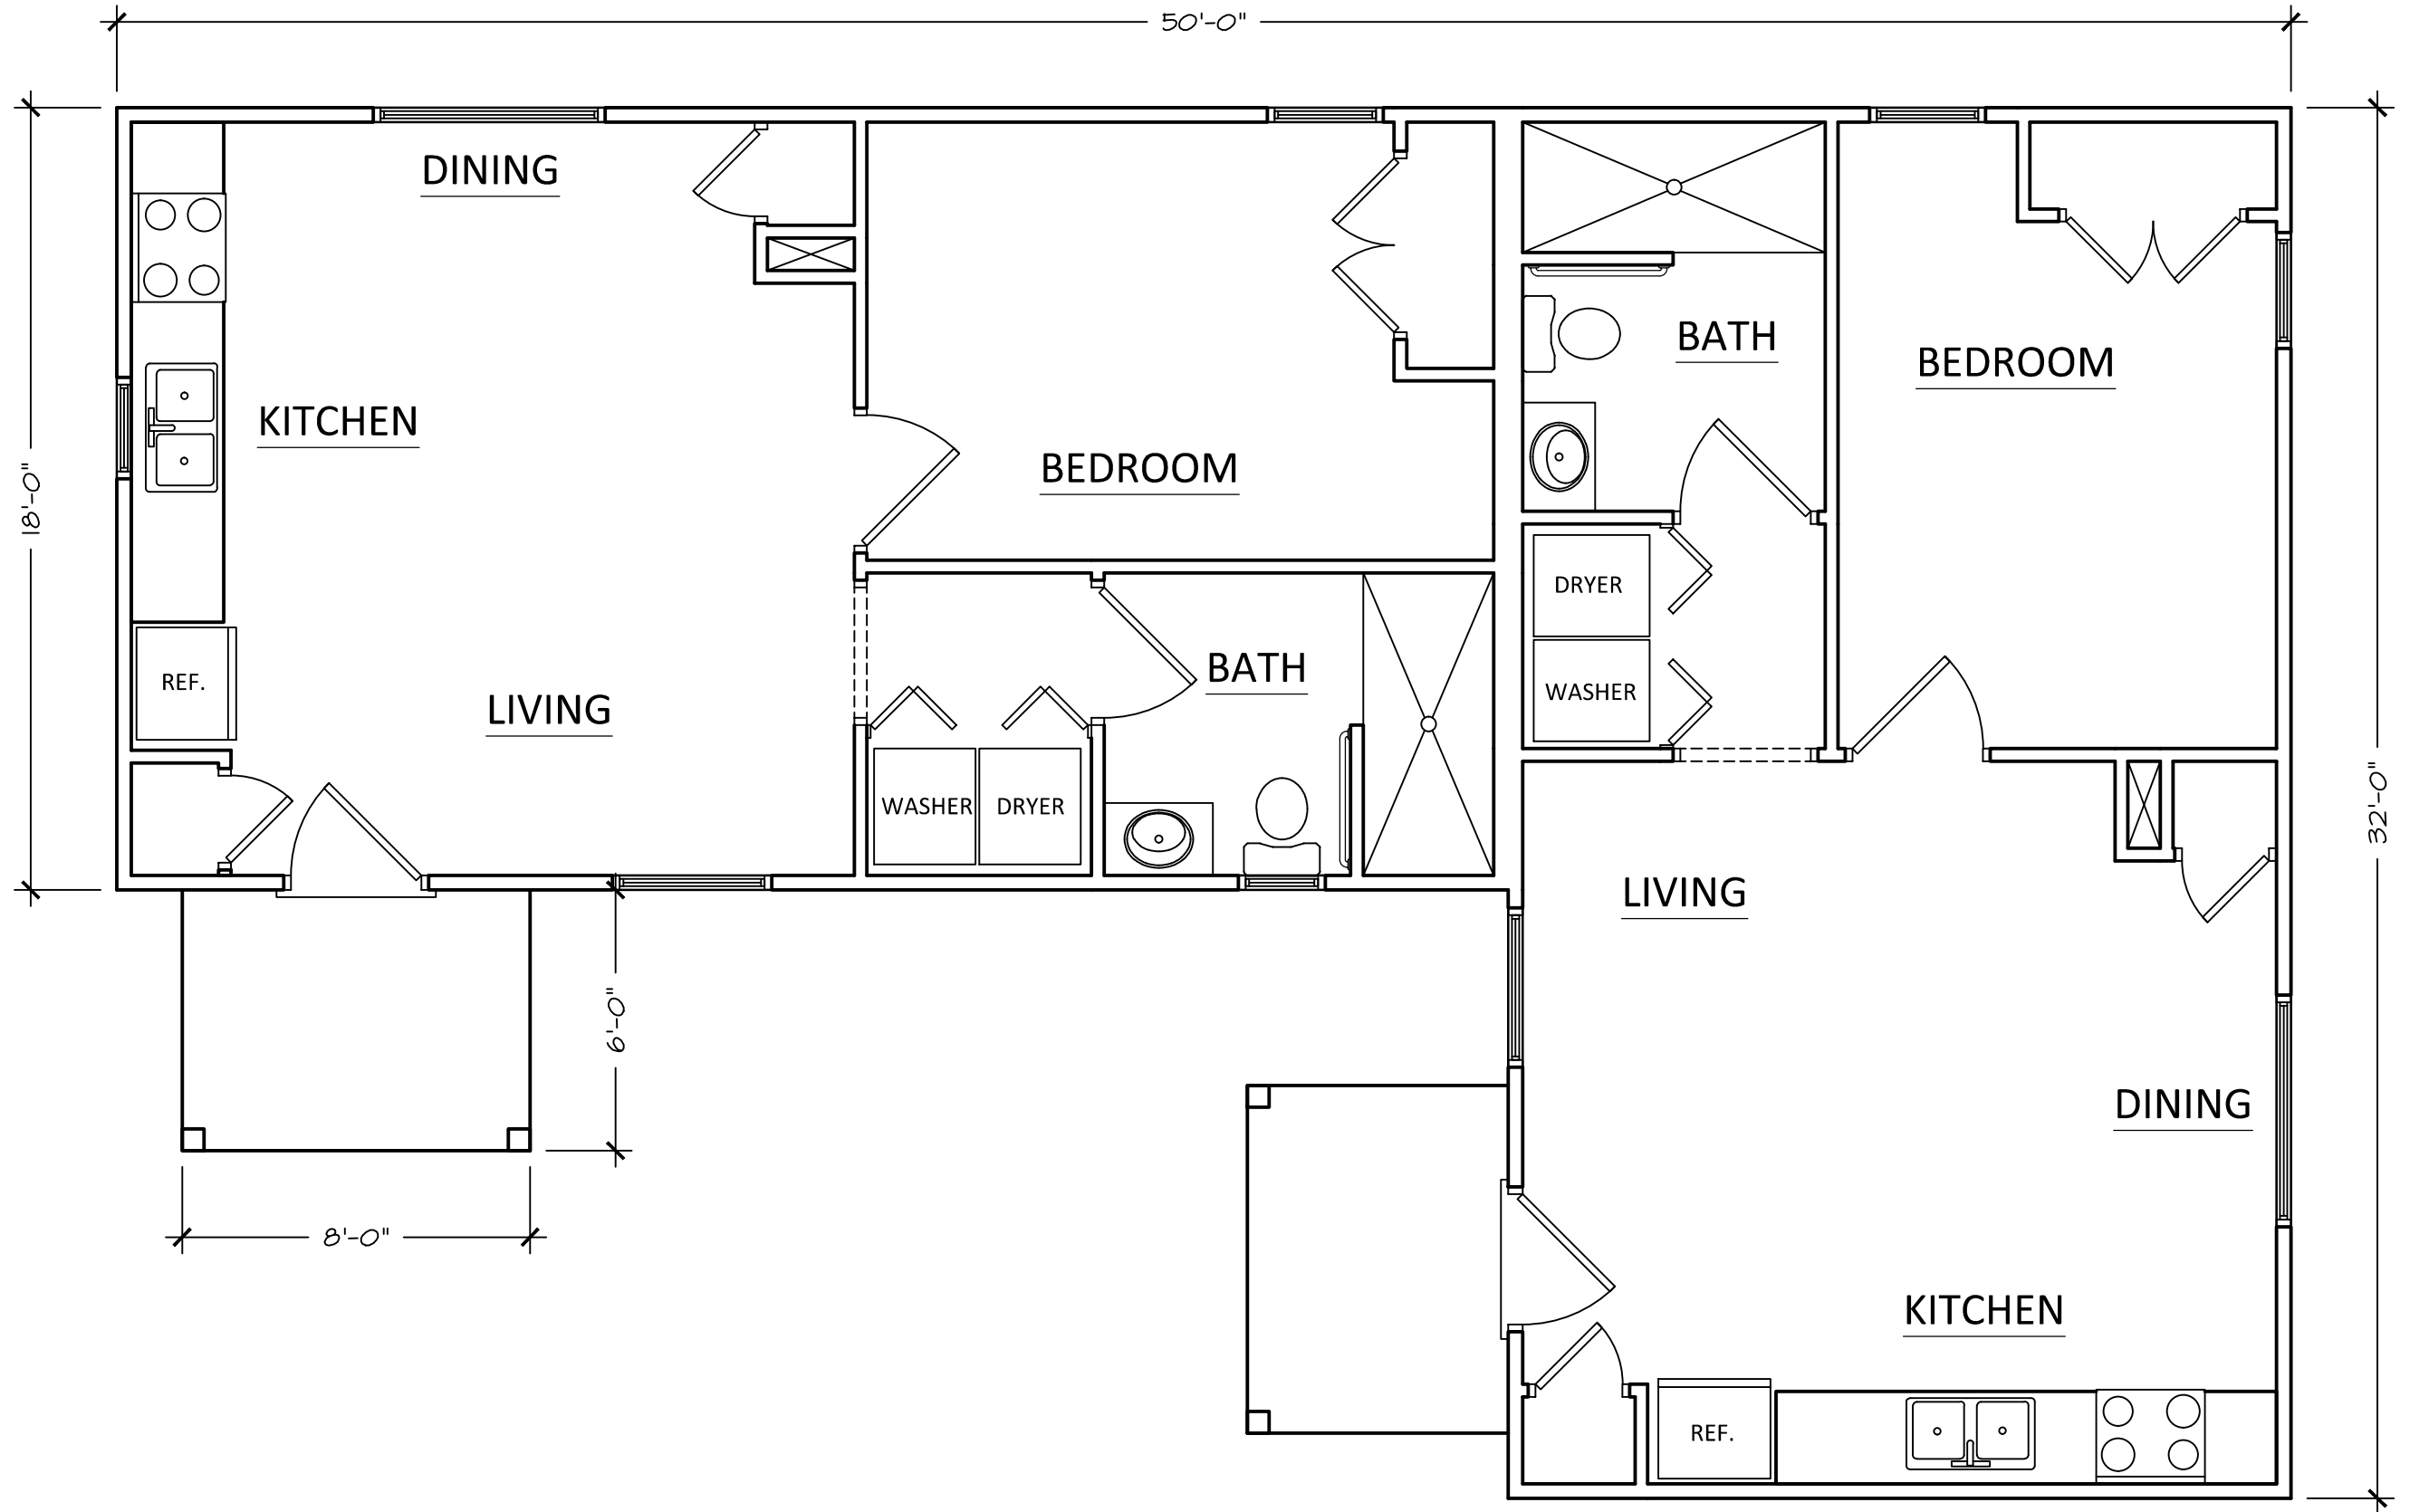 50'-0"
DINING
BATH
BEDROOM
KITCHEN
BEDROOM
18'-0"
DRYER
BATH
REF.
WASHER
LIVING
WASHER
DRYER
32'-0"
LIVING
6'-0"
DINING
8'-0"
KITCHEN
REF.